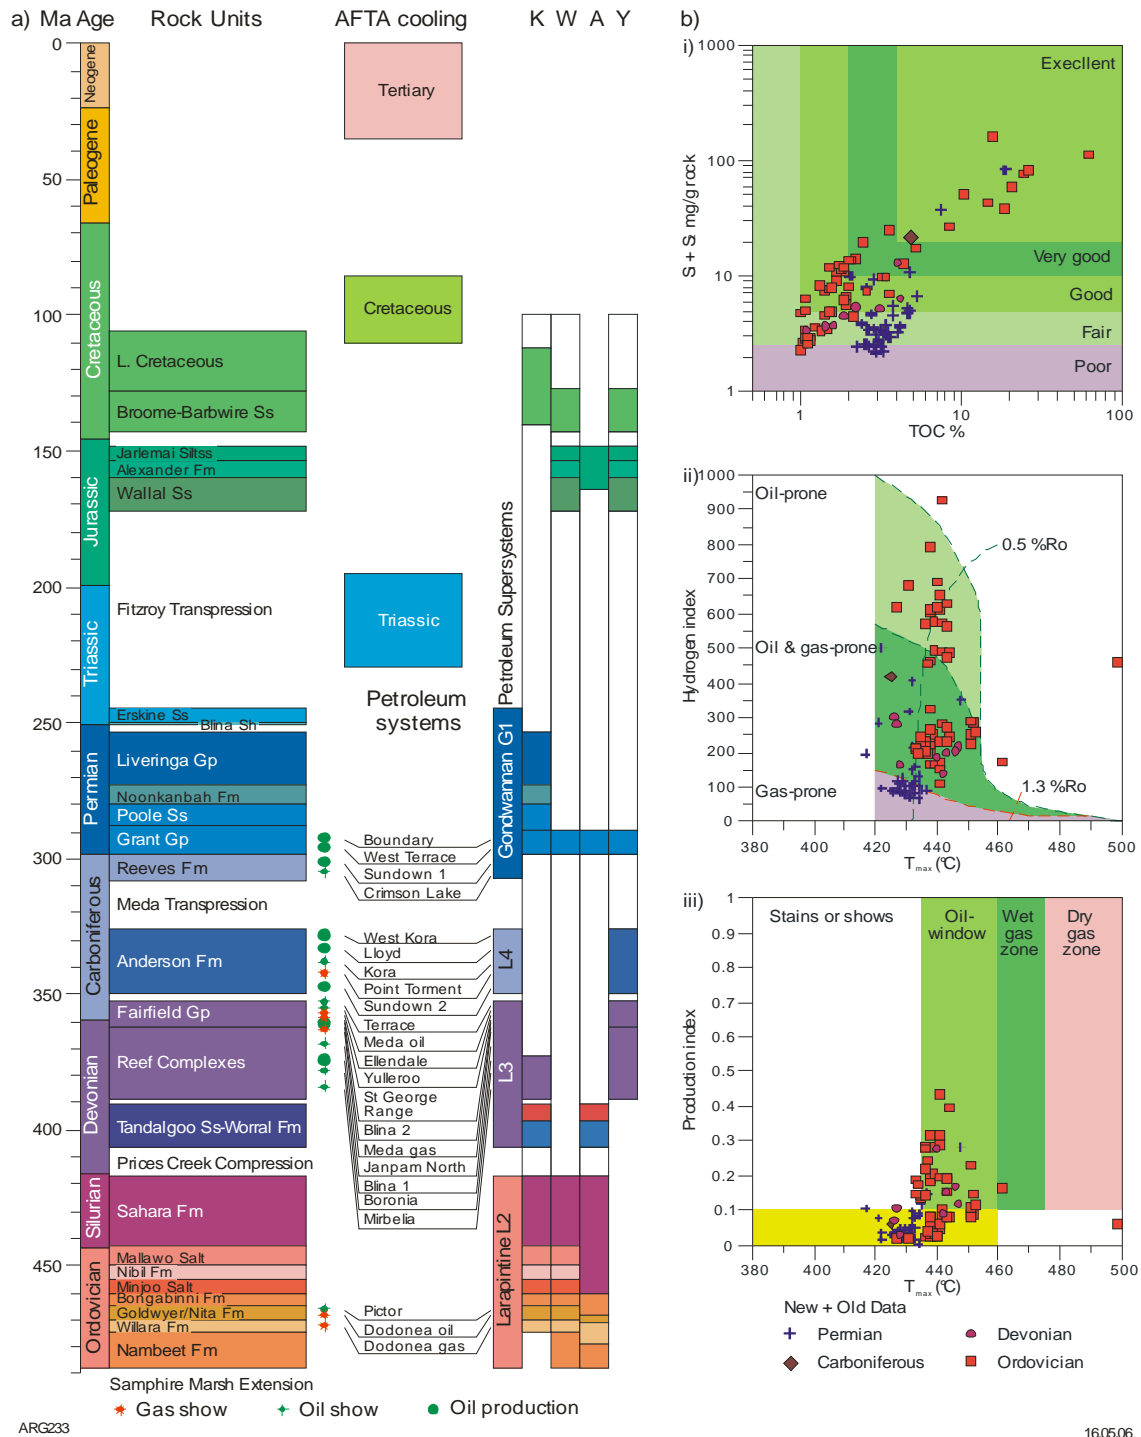 a) Ma Age Rock Units AFTA cooling K W A Y
0
50
100
150
200
250
300
350
400
450
Neogene
Paleogene
Cretaceous
Jurassic
Triassic
Permian
Carboniferous
Devonian
Silurian
Ordovician
L. Cretaceous
Broome-Barbwire Ss
Jarlemai Siltss
Alexander Fm
Wallal Ss
Fitzroy Transpression
Erskine Ss
Blina Sh
Liveringa Gp
Noonkanbah Fm
Poole Ss
Grant Gp
Reeves Fm
Meda Transpression
Anderson Fm
Fairfield Gp
Reef Complexes
Tandalgoo Ss-Worral Fm
Prices Creek Compression
Sahara Fm
Mallawo Salt
Nibil Fm
Minjoo Salt
Bongabinni Fm
Goldwyer/Nita Fm
Willara Fm
Nambeet Fm
Samphire Marsh Extension
Tertiary
Cretaceous
Triassic
Petroleum
systems
Boundary
West Terrace
Sundown 1
Crimson Lake
West Kora
Lloyd
Kora
Point Torment
Sundown 2
Terrace
Meda oil
Ellendale
Yulleroo
St George
Range
Blina 2
Meda gas
Janpam North
Blina 1
Boronia
Mirbelia
Pictor
Dodonea oil
Dodonea gas
Petroleum Supersystems
Gondwannan G1
L4
L3
Larapintine L2
Gas show
Oil show
Oil production
ARG233
b)
i)
1000
100
10
1
S + S2 mg/g rock
Execllent
Very good
Good
Fair
Poor
1 10 100
TOC %
ii)
1000
900
800
700
600
500
400
300
200
100
0
Hydrogen index
Oil-prone
0.5 %Ro
Oil & gas-prone
Gas-prone
1.3 %Ro
380 400 420 440 460 480 500
Tmax (°C)
iii)
1
0.9
0.8
0.7
0.6
0.5
0.4
0.3
0.2
0.1
0
Production index
Stains or shows
Oil-
window
Wet
gas
zone
Dry
gas
zone
380 400 420 440 460 480 500
Tmax (°C)
New + Old Data
Permian
Devonian
Carboniferous
Ordovician
16.05.06